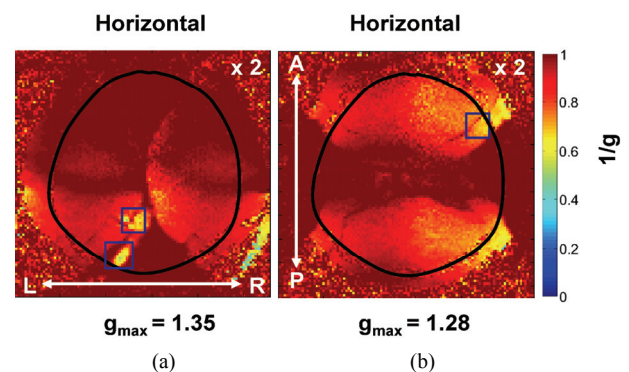 Horizontal
Horizontal
x 2
L
R
A
x 2
P
1
0.8
0.6
0.4
0.2
0
1/g
gmax = 1.35
gmax = 1.28
(a)
(b)